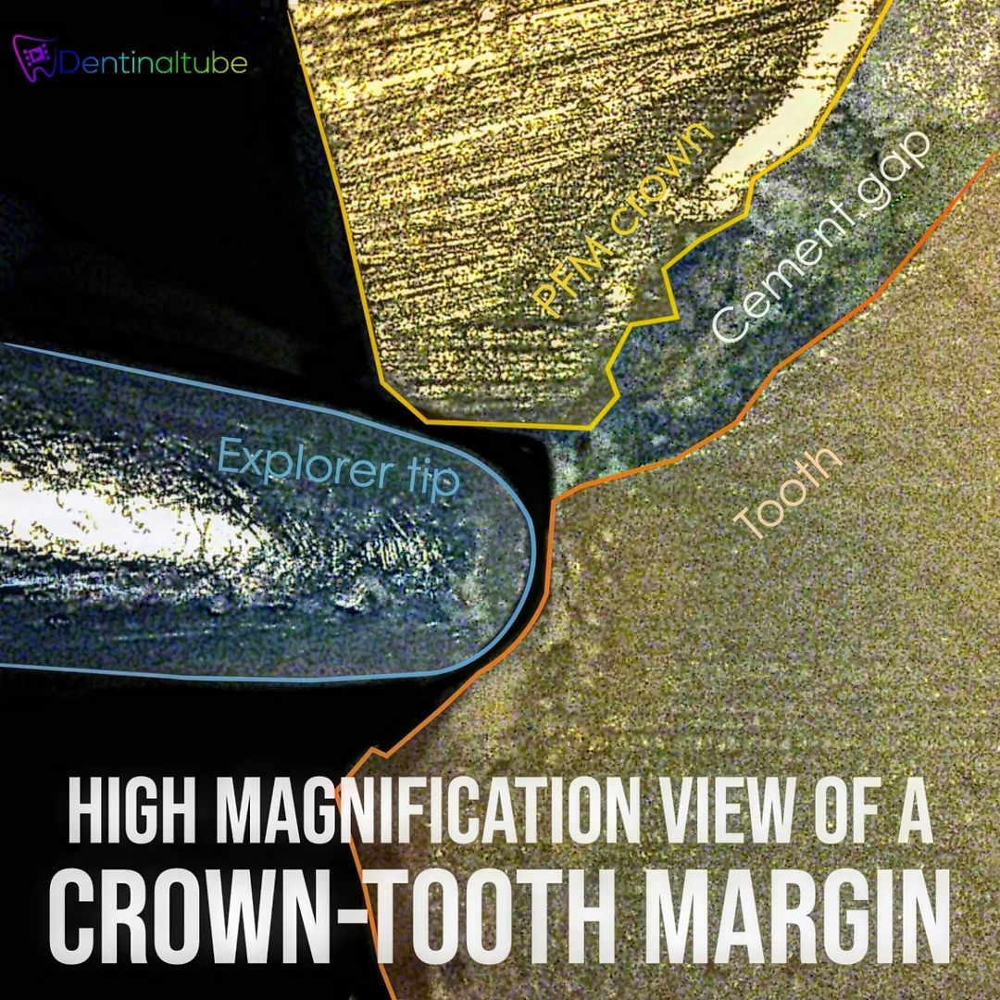 Dentinaltube
PFM crown
Cement gap
Explorer tip
Tooth
HIGH MAGNIFICATION VIEW OF A
CROWN-TOOTH MARGIN